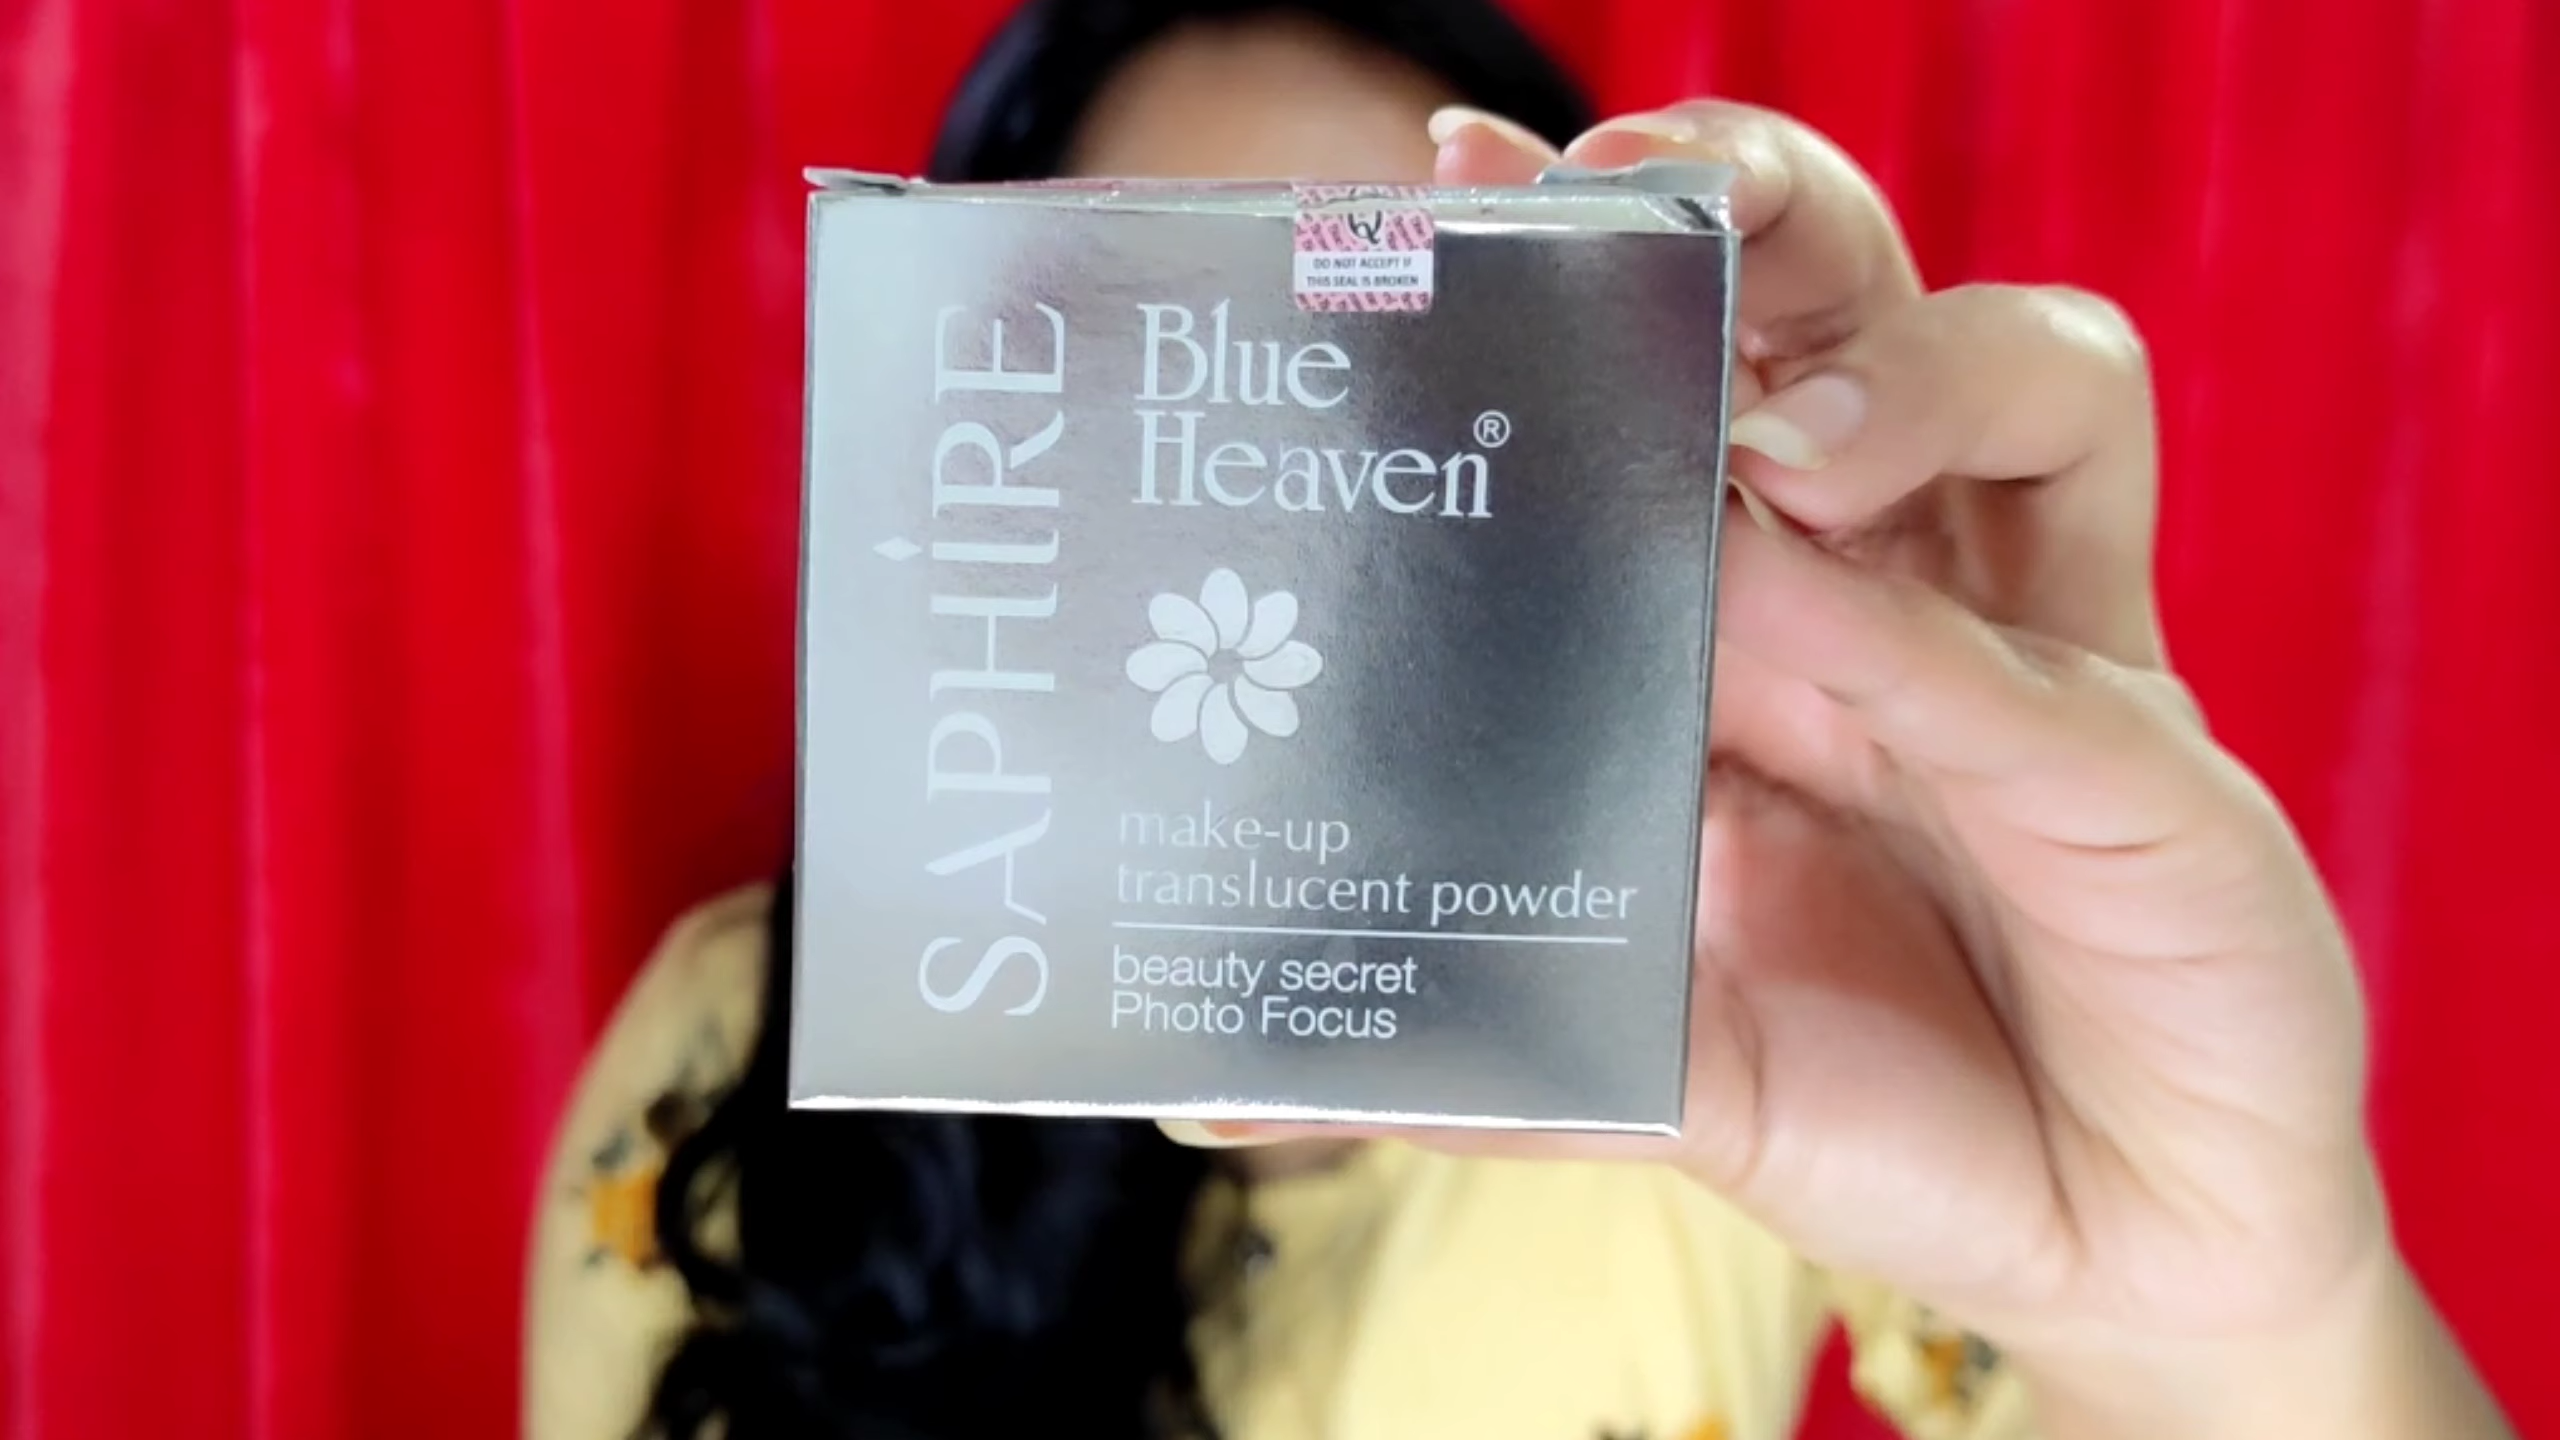 DO NOT ACCEPT IF
THIS SEAL IS BROKEN
SAPHIRE
Blue
Heaven®
make-up
translucent powder
beauty secret
Photo Focus